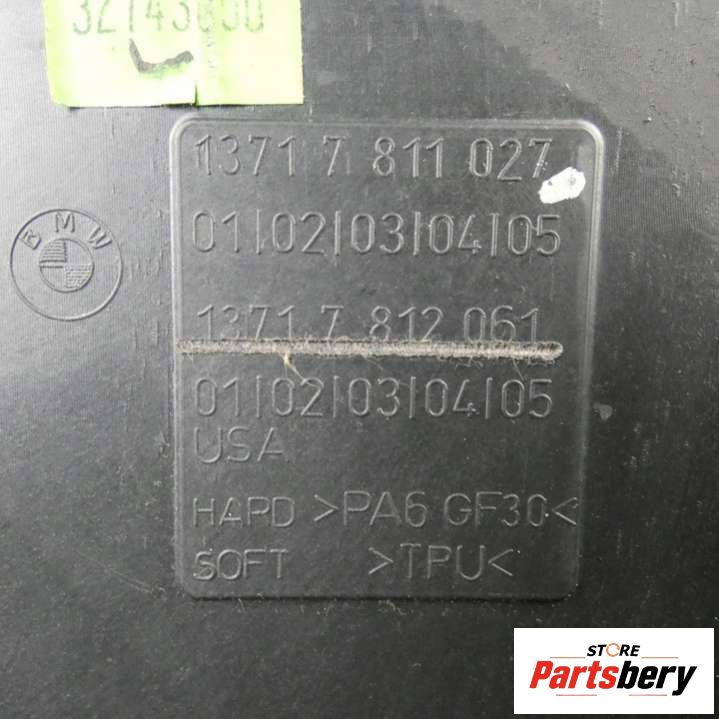 32143850
1371 7 811 027
01|02|03|04|05
BMW
1371 7 812 061
01|02|03|04|05
USA
HARD >PA6 GF30<
SOFT >TPU<
STORE
Partsbery